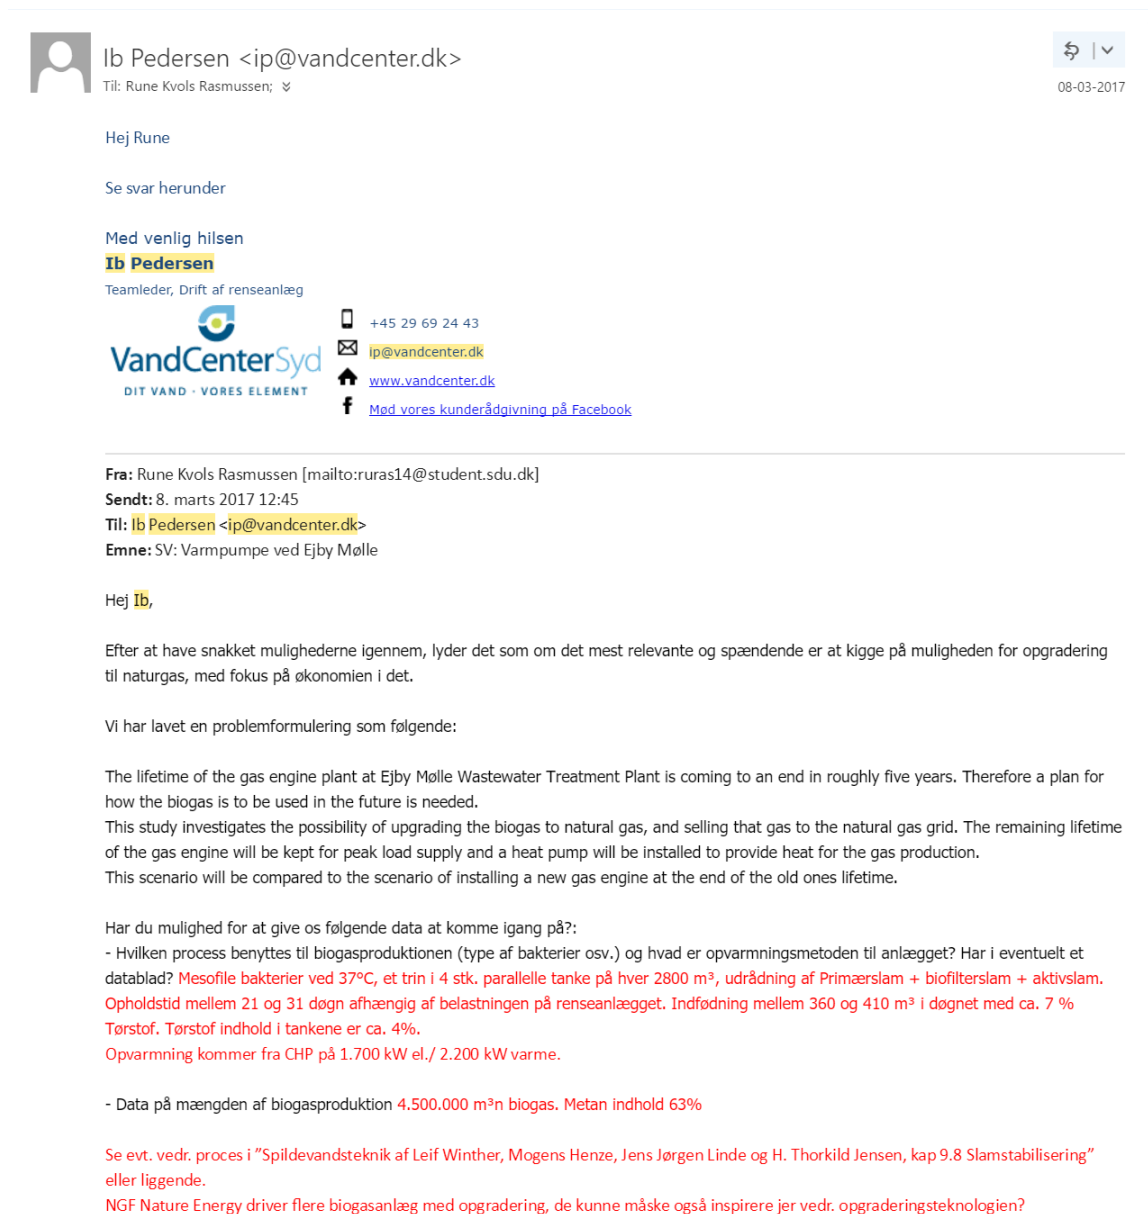 Ib Pedersen <ip@vandcenter.dk>
Til: Rune Kvols Rasmussen;
08-03-2017
Hej Rune
Se svar herunder
Med venlig hilsen
Ib Pedersen
Teamleder, Drift af renseanlæg
VandCenterSyd
DIT VAND · VORES ELEMENT
+45 29 69 24 43
ip@vandcenter.dk
www.vandcenter.dk
Mød vores kunderådgivning på Facebook
Fra: Rune Kvols Rasmussen [mailto:ruras14@student.sdu.dk]
Sendt: 8. marts 2017 12:45
Til: Ib Pedersen <ip@vandcenter.dk>
Emne: SV: Varmpumpe ved Ejby Mølle
Hej Ib,
Efter at have snakket mulighederne igennem, lyder det som om det mest relevante og spændende er at kigge på muligheden for opgradering
til naturgas, med fokus på økonomien i det.
Vi har lavet en problemformulering som følgende:
The lifetime of the gas engine plant at Ejby Mølle Wastewater Treatment Plant is coming to an end in roughly five years. Therefore a plan for
how the biogas is to be used in the future is needed.
This study investigates the possibility of upgrading the biogas to natural gas, and selling that gas to the natural gas grid. The remaining lifetime
of the gas engine will be kept for peak load supply and a heat pump will be installed to provide heat for the gas production.
This scenario will be compared to the scenario of installing a new gas engine at the end of the old ones lifetime.
Har du mulighed for at give os følgende data at komme igang på?:
- Hvilken process benyttes til biogasproduktionen (type af bakterier osv.) og hvad er opvarmningsmetoden til anlægget? Har i eventuelt et
datablad? Mesofile bakterier ved 37°C, et trin i 4 stk. parallelle tanke på hver 2800 m³, udrådning af Primærslam + biofilterslam + aktivslam.
Opholdstid mellem 21 og 31 døgn afhængig af belastningen på renseanlægget. Indfødning mellem 360 og 410 m³ i døgnet med ca. 7 %
Tørstof. Tørstof indhold i tankene er ca. 4%.
Opvarmning kommer fra CHP på 1.700 kW el./ 2.200 kW varme.
- Data på mængden af biogasproduktion 4.500.000 m³n biogas. Metan indhold 63%
Se evt. vedr. proces i ”Spildevandsteknik af Leif Winther, Mogens Henze, Jens Jørgen Linde og H. Thorkild Jensen, kap 9.8 Slamstabilisering”
eller liggende.
NGF Nature Energy driver flere biogasanlæg med opgradering, de kunne måske også inspirere jer vedr. opgraderingsteknologien?